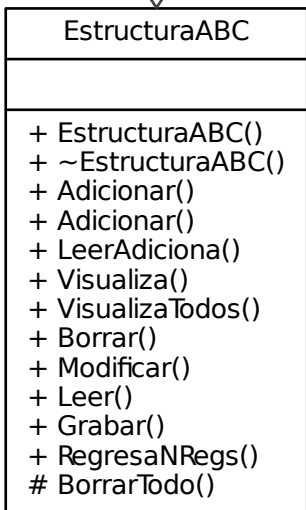 EstructuraABC
+ EstructuraABC()
+ ~EstructuraABC()
+ Adicionar()
+ Adicionar()
+ LeerAdiciona()
+ Visualiza()
+ VisualizaTodos()
+ Borrar()
+ Modificar()
+ Leer()
+ Grabar()
+ RegresaNRegs()
# BorrarTodo()